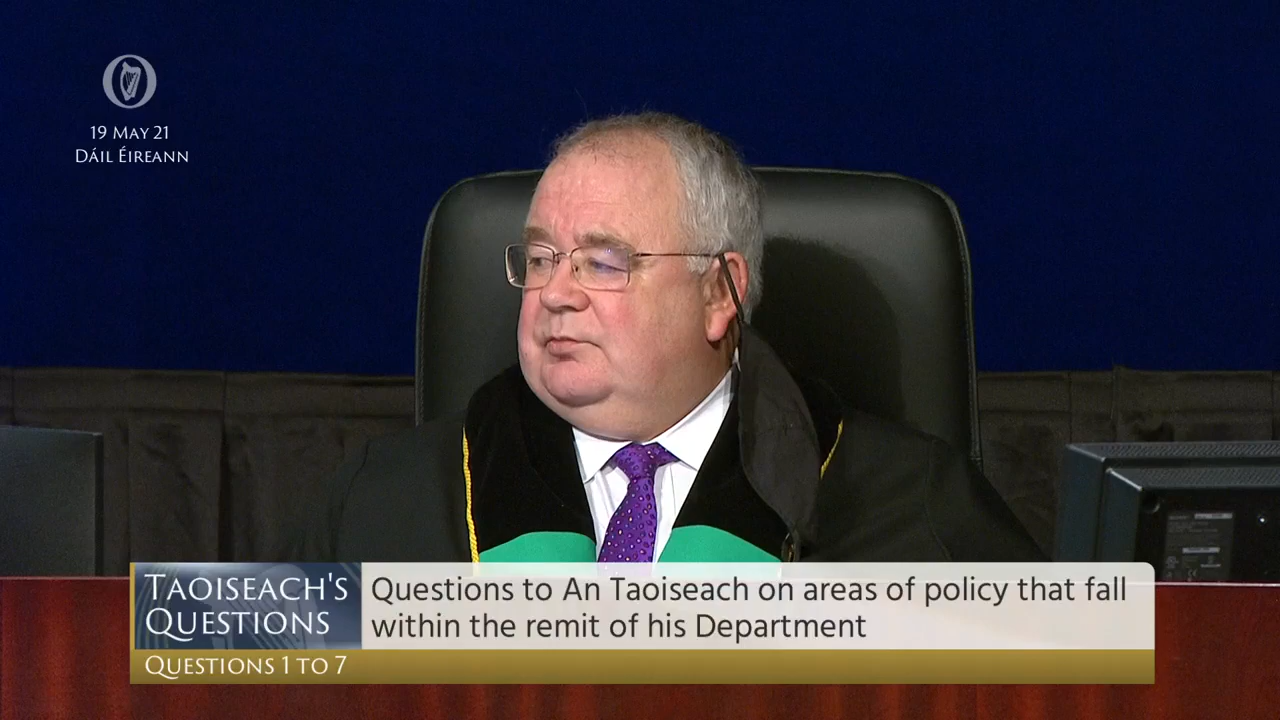 19 May 21
Dáil Éireann
Taoiseach's
Questions
Questions to An Taoiseach on areas of policy that fall
within the remit of his Department
Questions 1 to 7